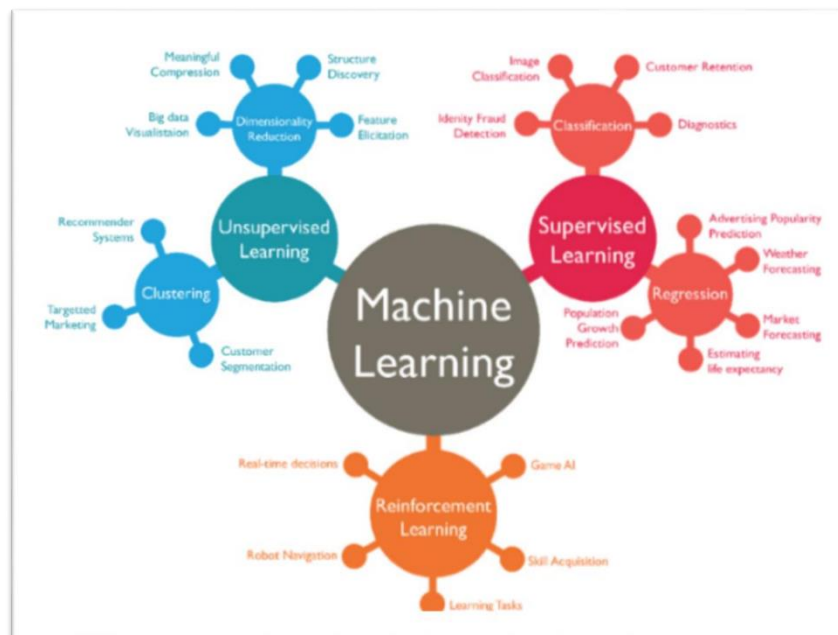 Machine
Learning
Unsupervised
Learning
Dimensionality
Reduction
Meaningful
Compression
Structure
Discovery
Big data
Visualistaion
Feature
Elicitation
Clustering
Recommender
Systems
Targetted
Marketing
Customer
Segmentation
Supervised
Learning
Classification
Image
Classification
Customer Retention
Idenity Fraud
Detection
Diagnostics
Regression
Advertising Popularity
Prediction
Weather
Forecasting
Population
Growth
Prediction
Market
Forecasting
Estimating
life expectancy
Reinforcement
Learning
Real-time decisions
Game AI
Robot Navigation
Skill Acquisition
Learning Tasks